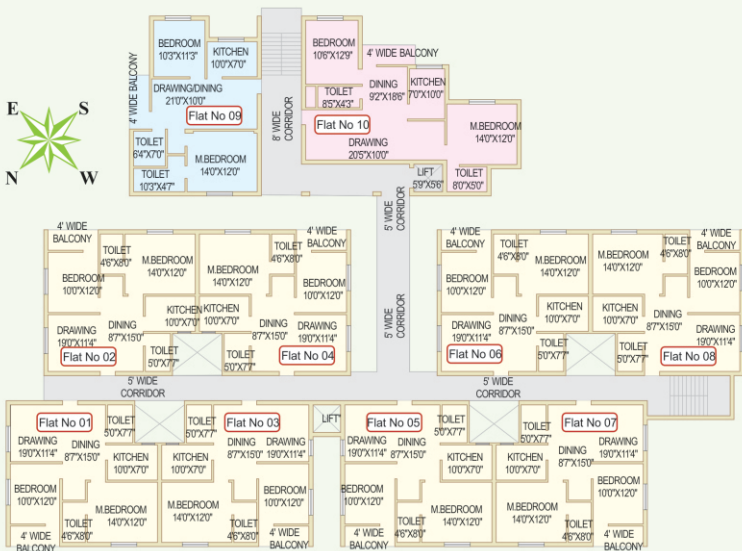 BEDROOM
10'3"X11'3"
KITCHEN
10'0"X7'0"
4' WIDE BALCONY
DRAWING/DINING
21'0"X10'0"
Flat No 09
TOILET
6'4"X7'0"
M.BEDROOM
14'0"X12'0"
TOILET
10'3"X4'7"
8' WIDE
CORRIDOR
BEDROOM
10'6"X12'9"
4' WIDE BALCONY
DINING
9'2"X18'6"
KITCHEN
7'0"X10'0"
TOILET
8'5"X4'3"
Flat No 10
DRAWING
20'5"X10'0"
M.BEDROOM
14'0"X12'0"
LIFT
5'9"X5'6"
TOILET
8'0"X5'0"
E
S
N
W
5' WIDE
CORRIDOR
5' WIDE
CORRIDOR
4' WIDE
BALCONY
TOILET
4'6"X8'0"
M.BEDROOM
14'0"X12'0"
BEDROOM
10'0"X12'0"
KITCHEN
10'0"X7'0"
DRAWING
19'0"X11'4"
DINING
8'7"X15'0"
Flat No 02
TOILET
5'0"X7'7"
4' WIDE
BALCONY
TOILET
4'6"X8'0"
M.BEDROOM
14'0"X12'0"
BEDROOM
10'0"X12'0"
KITCHEN
10'0"X7'0"
DINING
8'7"X15'0"
DRAWING
19'0"X11'4"
TOILET
5'0"X7'7"
Flat No 04
4' WIDE
BALCONY
TOILET
4'6"X8'0"
M.BEDROOM
14'0"X12'0"
BEDROOM
10'0"X12'0"
KITCHEN
10'0"X7'0"
DRAWING
19'0"X11'4"
DINING
8'7"X15'0"
Flat No 06
TOILET
5'0"X7'7"
4' WIDE
BALCONY
TOILET
4'6"X8'0"
M.BEDROOM
14'0"X12'0"
BEDROOM
10'0"X12'0"
KITCHEN
10'0"X7'0"
DINING
8'7"X15'0"
DRAWING
19'0"X11'4"
TOILET
5'0"X7'7"
Flat No 08
5' WIDE
CORRIDOR
5' WIDE
CORRIDOR
Flat No 01
TOILET
5'0"X7'7"
DRAWING
19'0"X11'4"
DINING
8'7"X15'0"
KITCHEN
10'0"X7'0"
BEDROOM
10'0"X12'0"
M.BEDROOM
14'0"X12'0"
TOILET
4'6"X8'0"
4' WIDE
BALCONY
Flat No 03
TOILET
5'0"X7'7"
DINING
8'7"X15'0"
DRAWING
19'0"X11'4"
KITCHEN
10'0"X7'0"
M.BEDROOM
14'0"X12'0"
BEDROOM
10'0"X12'0"
TOILET
4'6"X8'0"
4' WIDE
BALCONY
LIFT
Flat No 05
TOILET
5'0"X7'7"
DRAWING
19'0"X11'4"
DINING
8'7"X15'0"
KITCHEN
10'0"X7'0"
BEDROOM
10'0"X12'0"
M.BEDROOM
14'0"X12'0"
TOILET
4'6"X8'0"
4' WIDE
BALCONY
Flat No 07
TOILET
5'0"X7'7"
DINING
8'7"X15'0"
DRAWING
19'0"X11'4"
KITCHEN
10'0"X7'0"
M.BEDROOM
14'0"X12'0"
BEDROOM
10'0"X12'0"
TOILET
4'6"X8'0"
4' WIDE
BALCONY